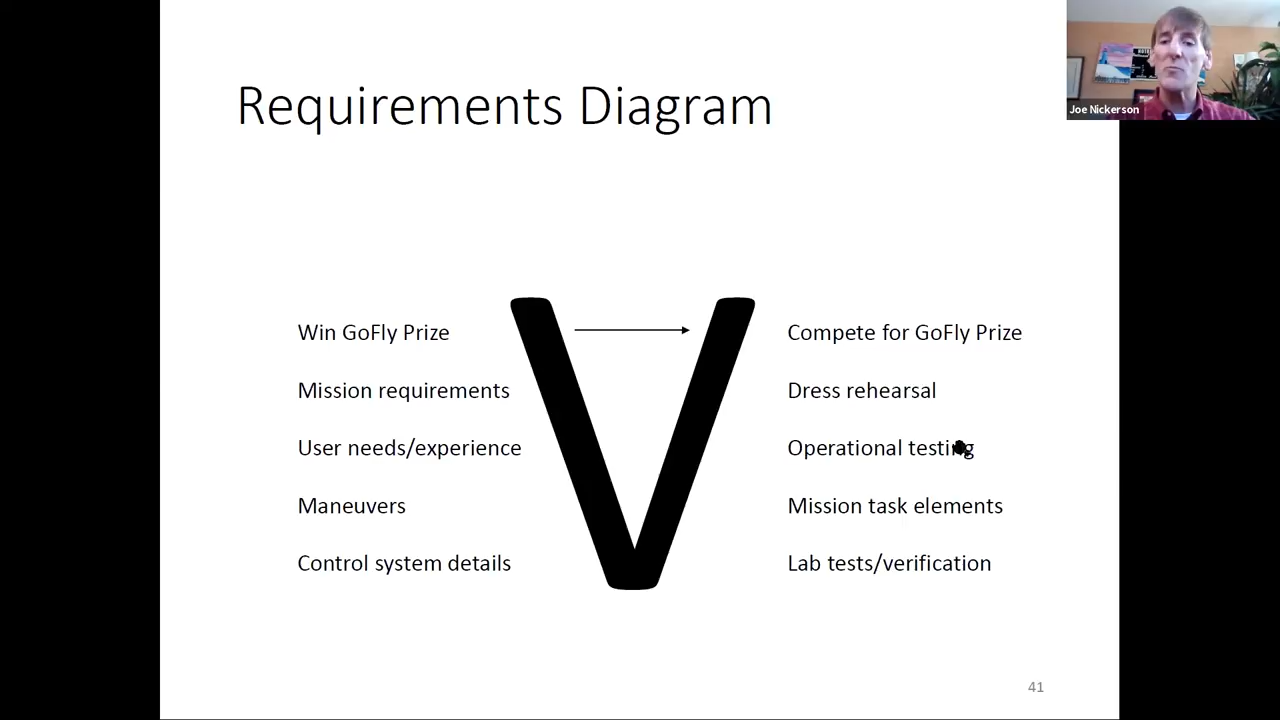 Requirements Diagram
Joe Nickerson
Win GoFly Prize
Compete for GoFly Prize
Mission requirements
Dress rehearsal
User needs/experience
Operational testing
Maneuvers
Mission task elements
Control system details
Lab tests/verification
41